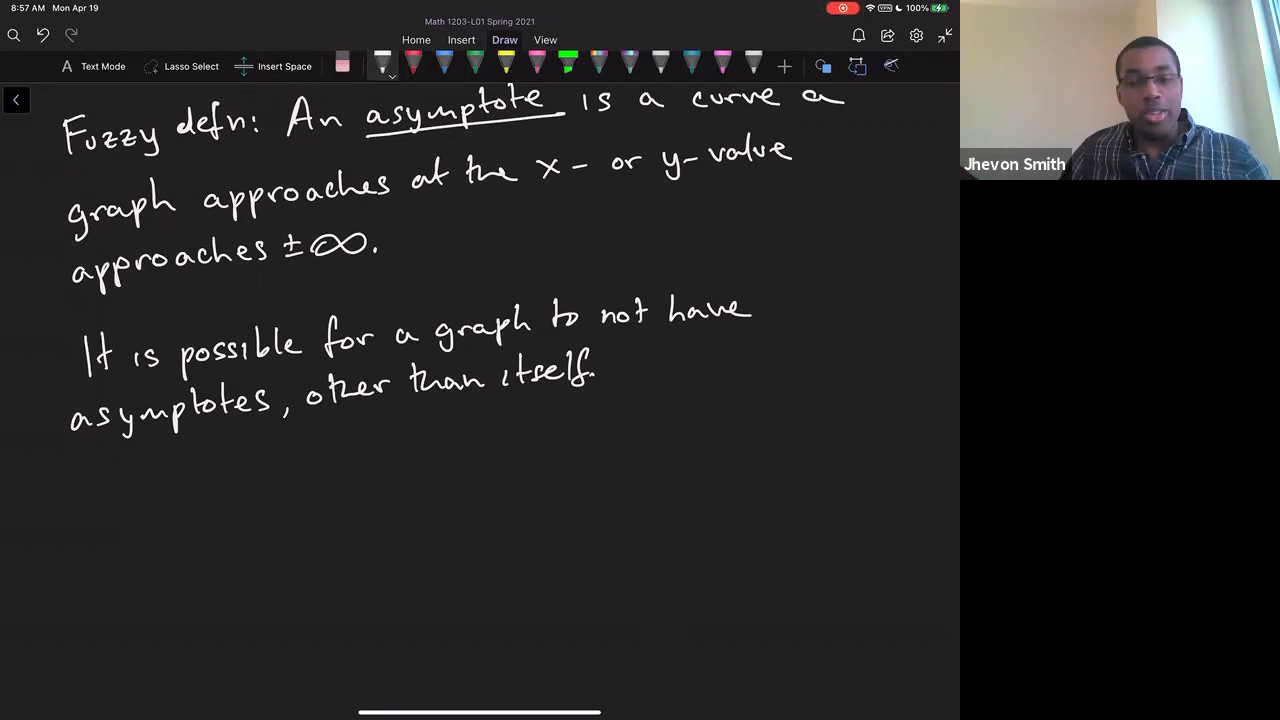 8:57 AM Mon Apr 19
VPN 100%
Math 1203-L01 Spring 2021
Home Insert Draw View
A Text Mode Lasso Select Insert Space
Fuzzy defn: An asymptote is a curve a
graph approaches at the x- or y-value
approaches ±∞.
It is possible for a graph to not have
asymptotes, other than itself.
Jhevon Smith